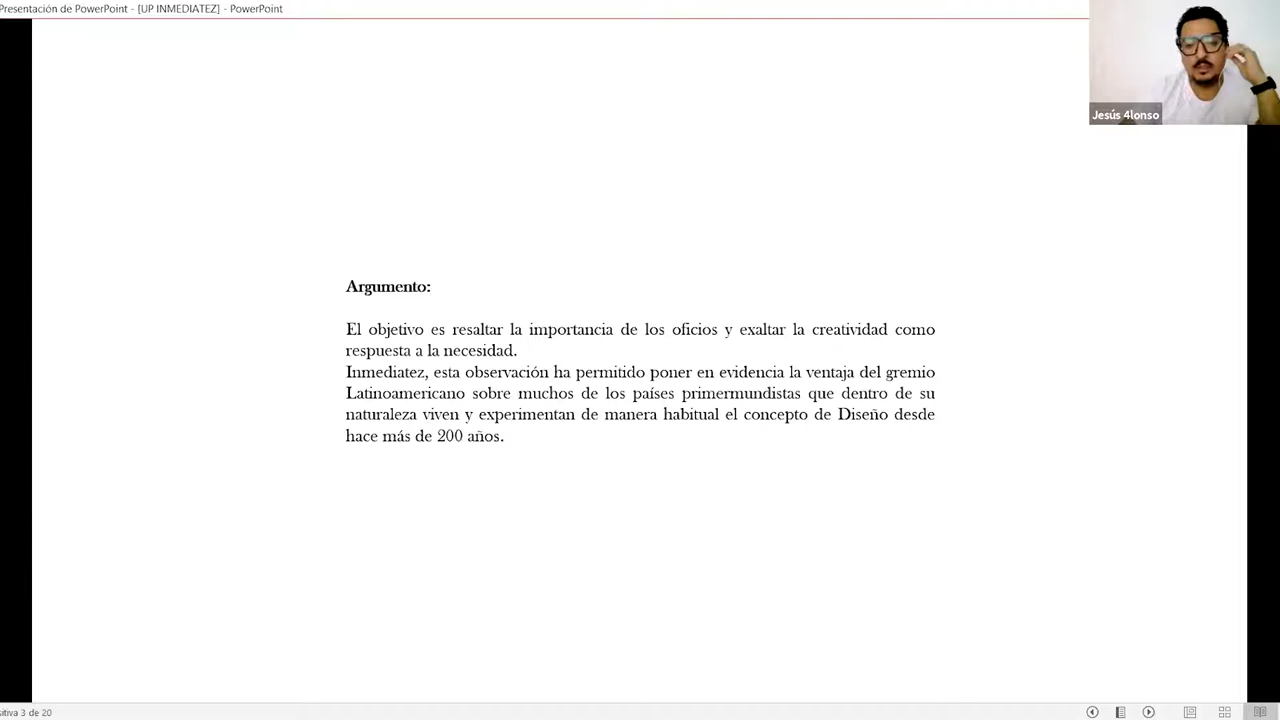 Presentación de PowerPoint - [UP INMEDIATEZ] - PowerPoint
Jesús 4lonso
Argumento:
El objetivo es resaltar la importancia de los oficios y exaltar la creatividad como
respuesta a la necesidad.
Inmediatez, esta observación ha permitido poner en evidencia la ventaja del gremio
Latinoamericano sobre muchos de los países primermundistas que dentro de su
naturaleza viven y experimentan de manera habitual el concepto de Diseño desde
hace más de 200 años.
sitiva 3 de 20